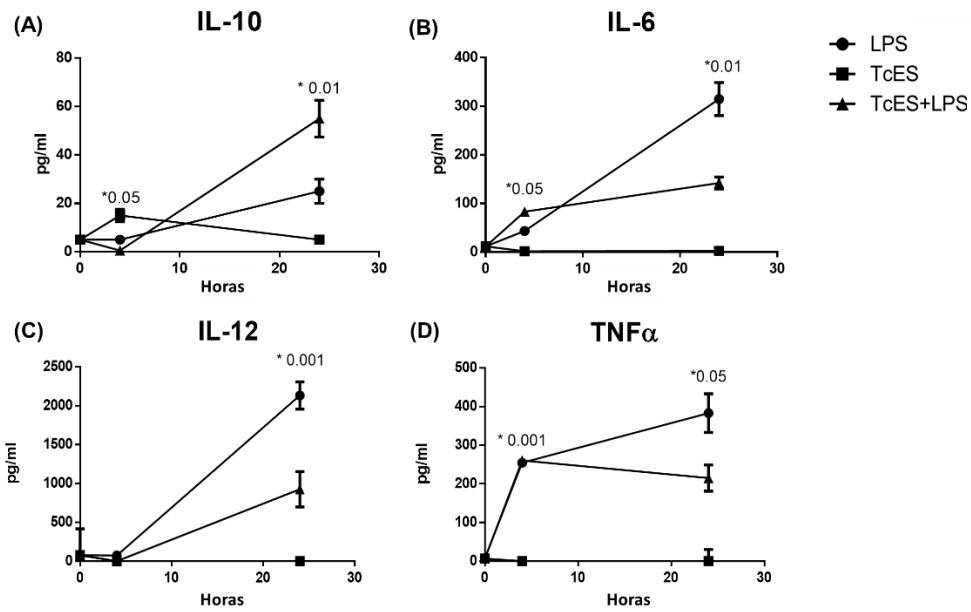 (A)
IL-10
80
60
40
20
0
pg/ml
*0.05
* 0.01
0
10
20
30
Horas
(B)
IL-6
400
300
200
100
0
pg/ml
*0.05
*0.01
0
10
20
30
Horas
LPS
TcES
TcES+LPS
(C)
IL-12
2500
2000
1500
1000
500
0
pg/ml
* 0.001
0
10
20
30
Horas
(D)
TNFα
500
400
300
200
100
0
pg/ml
* 0.001
*0.05
0
10
20
30
Horas